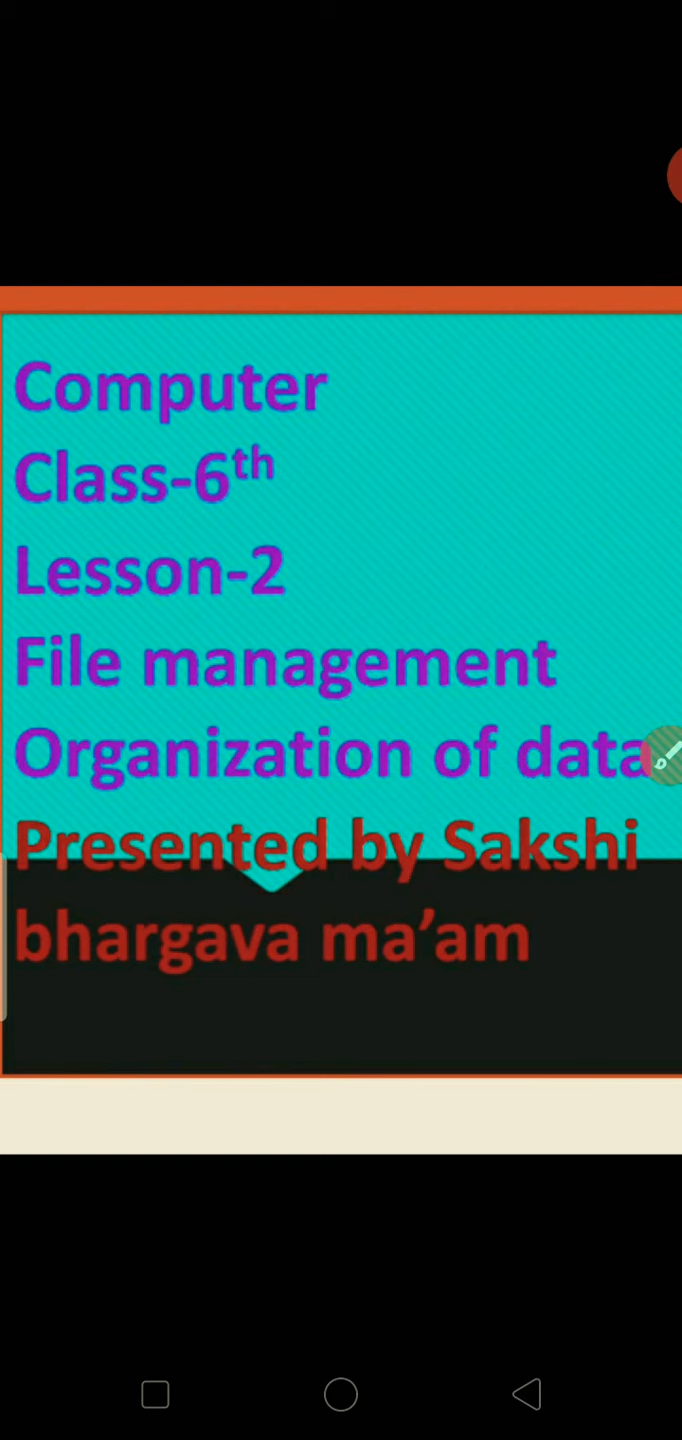 Computer
Class-6th
Lesson-2
File management
Organization of data
Presented by Sakshi
bhargava ma’am